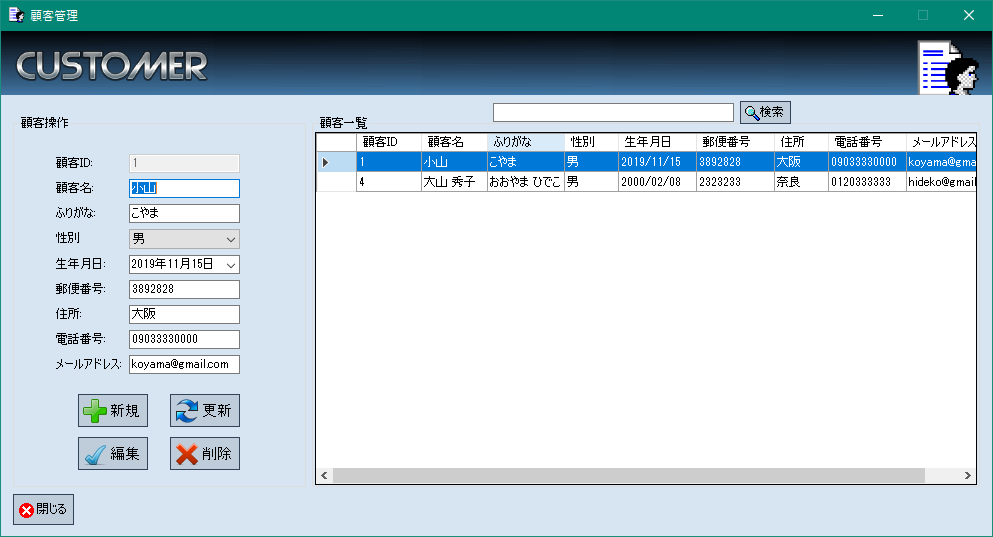 顧客管理
CUSTOMER
顧客操作
顧客ID: 1
顧客名: 小山
ふりがな: こやま
性別 男
生年月日: 2019年11月15日
郵便番号: 3892828
住所: 大阪
電話番号: 09033330000
メールアドレス: koyama@gmail.com
新規 更新
編集 削除
閉じる
検索
顧客一覧
顧客ID 顧客名 ふりがな 性別 生年月日 郵便番号 住所 電話番号 メールアドレス
1 小山 こやま 男 2019/11/15 3892828 大阪 09033330000 koyama@gma
4 大山 秀子 おおやま ひでこ 男 2000/02/08 2323233 奈良 0120333333 hideko@gmail